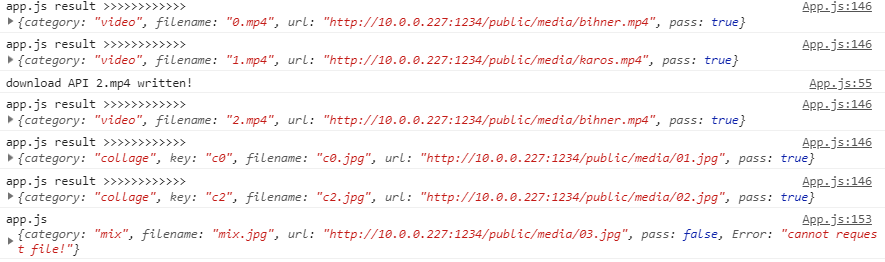 app.js result >>>>>>>>>>>> App.js:146
{category: "video", filename: "0.mp4", url: "http://10.0.0.227:1234/public/media/bihner.mp4", pass: true}
app.js result >>>>>>>>>>>> App.js:146
{category: "video", filename: "1.mp4", url: "http://10.0.0.227:1234/public/media/karos.mp4", pass: true}
download API 2.mp4 written! App.js:55
app.js result >>>>>>>>>>>> App.js:146
{category: "video", filename: "2.mp4", url: "http://10.0.0.227:1234/public/media/bihner.mp4", pass: true}
app.js result >>>>>>>>>>>> App.js:146
{category: "collage", key: "c0", filename: "c0.jpg", url: "http://10.0.0.227:1234/public/media/01.jpg", pass: true}
app.js result >>>>>>>>>>>> App.js:146
{category: "collage", key: "c2", filename: "c2.jpg", url: "http://10.0.0.227:1234/public/media/02.jpg", pass: true}
app.js App.js:153
{category: "mix", filename: "mix.jpg", url: "http://10.0.0.227:1234/public/media/03.jpg", pass: false, Error: "cannot reques
t file!"}